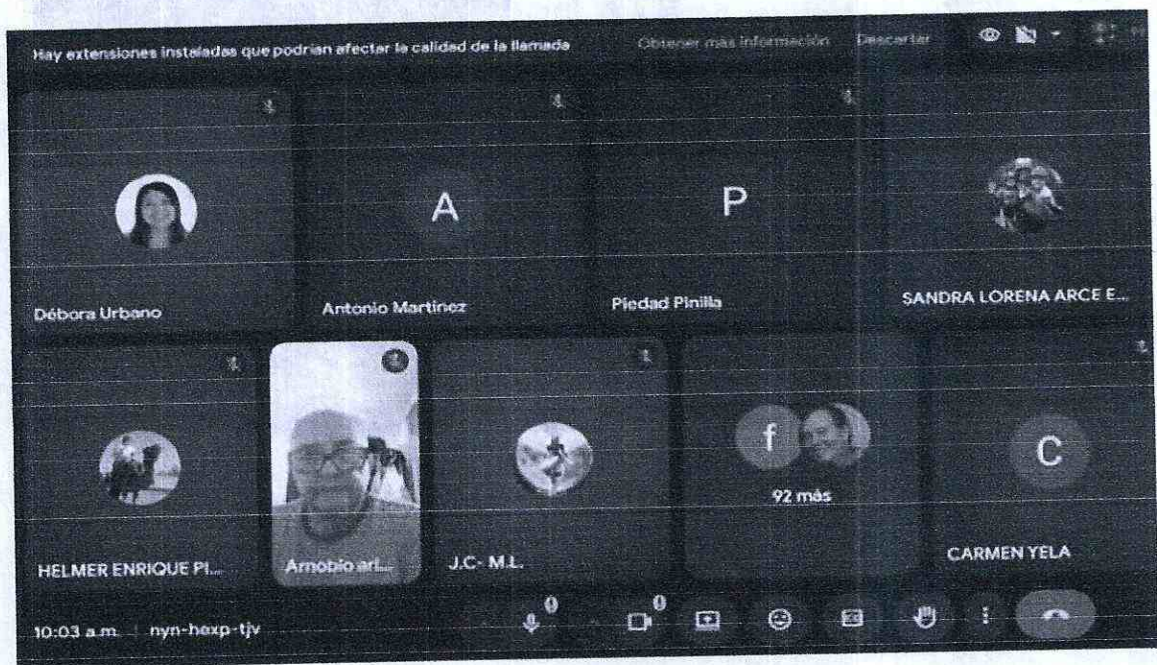 Hay extensiones instaladas que podrían afectar la calidad de la llamada Obtener más información Descartar
A P
Débora Urbano Antonio Martinez Piedad Pinilla SANDRA LORENA ARCE E...
f C
92 más
HELMER ENRIQUE PI... Arnobio ari... J.C- M.L. CARMEN YELA
10:03 a.m. | nyn-hexp-tjv